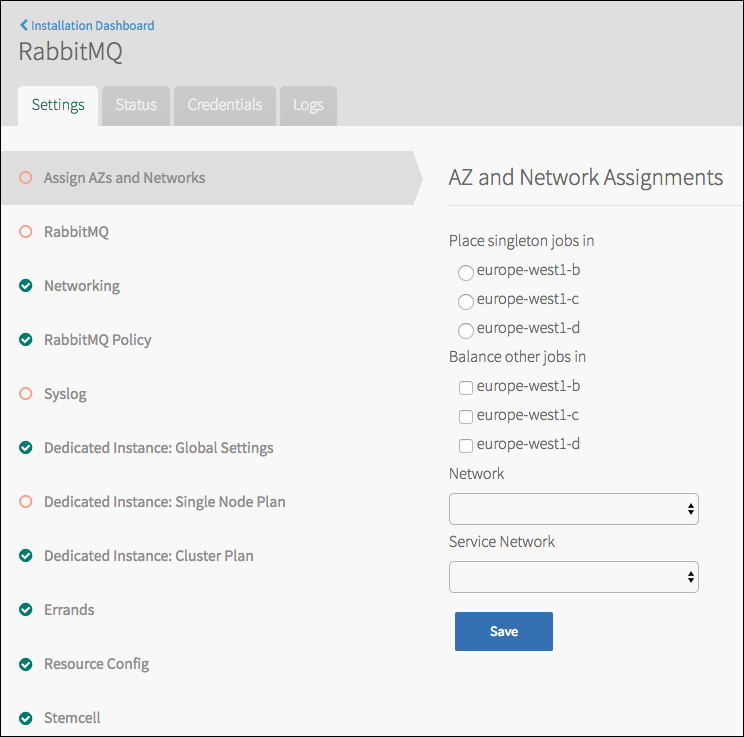 Installation Dashboard
RabbitMQ
Settings
Status
Credentials
Logs
Assign AZs and Networks
RabbitMQ
Networking
RabbitMQ Policy
Syslog
Dedicated Instance: Global Settings
Dedicated Instance: Single Node Plan
Dedicated Instance: Cluster Plan
Errands
Resource Config
Stemcell
AZ and Network Assignments
Place singleton jobs in
europe-west1-b
europe-west1-c
europe-west1-d
Balance other jobs in
europe-west1-b
europe-west1-c
europe-west1-d
Network
Service Network
Save